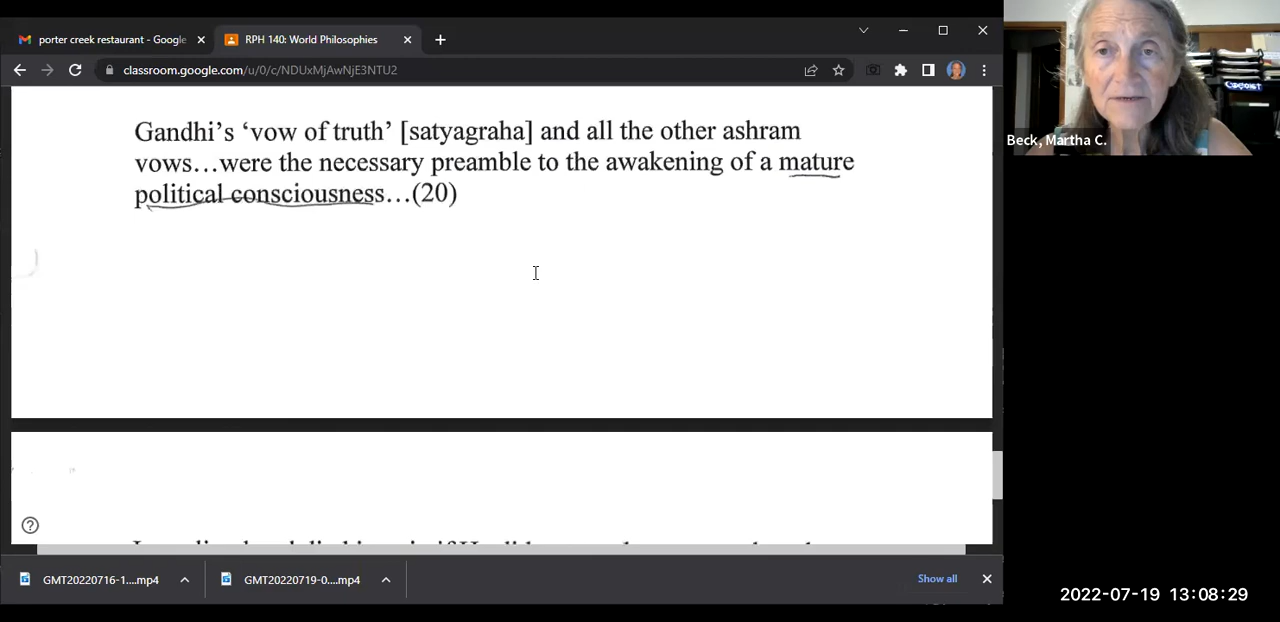 porter creek restaurant - Google
RPH 140: World Philosophies
classroom.google.com/u/0/c/NDUxMjAwNjE3NTU2
Gandhi's 'vow of truth' [satyagraha] and all the other ashram
vows…were the necessary preamble to the awakening of a mature
political consciousness…(20)
Beck, Martha C.
GMT20220716-1....mp4
GMT20220719-0....mp4
Show all
2022-07-19 13:08:29